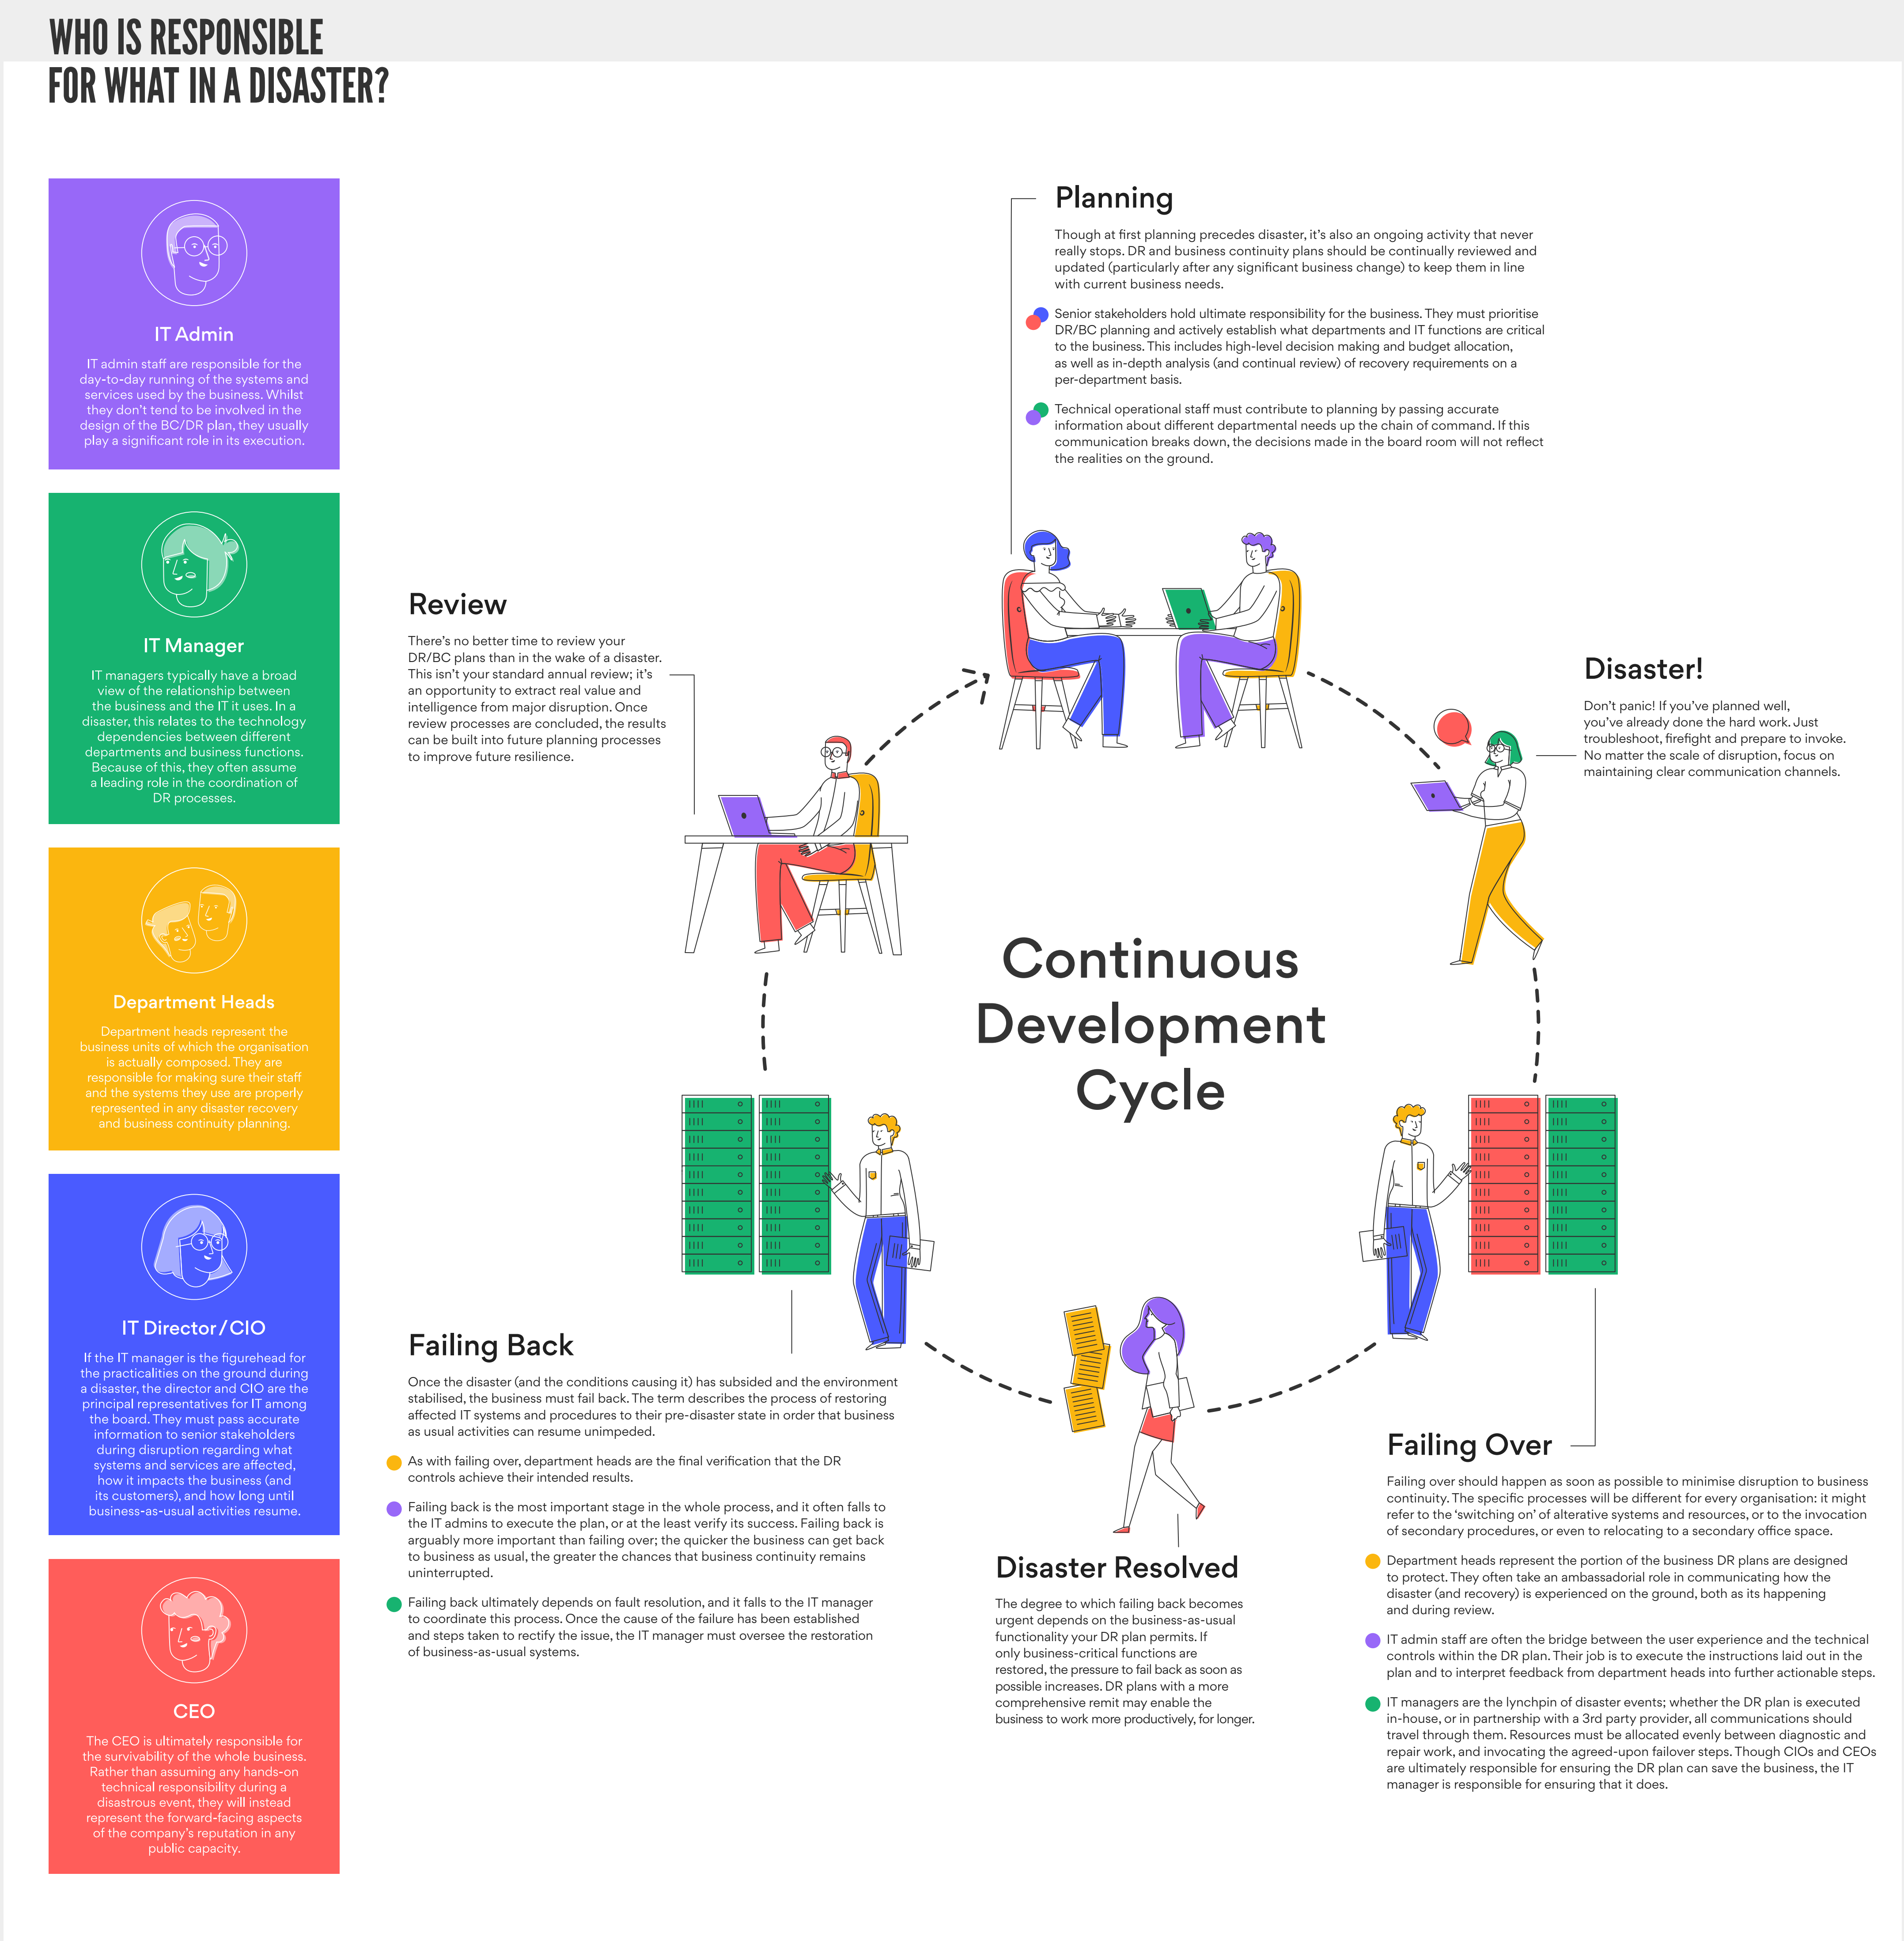 WHO IS RESPONSIBLE
FOR WHAT IN A DISASTER?
IT Admin
IT admin staff are responsible for the
day-to-day running of the systems and
services used by the business. Whilst
they don't tend to be involved in the
design of the BC/DR plan, they usually
play a significant role in its execution.
IT Manager
IT managers typically have a broad
view of the relationship between
the business and the IT it uses. In a
disaster, this relates to the technology
dependencies between different
departments and business functions.
Because of this, they often assume
a leading role in the coordination of
DR processes.
Department Heads
Department heads represent the
business units of which the organisation
is actually composed. They are
responsible for making sure their staff
and the systems they use are properly
represented in any disaster recovery
and business continuity planning.
IT Director/CIO
If the IT manager is the figurehead for
the practicalities on the ground during
a disaster, the director and CIO are the
principal representatives for IT among
the board. They must pass accurate
information to senior stakeholders
during disruption regarding what
systems and services are affected,
how it impacts the business (and
its customers), and how long until
business-as-usual activities resume.
CEO
The CEO is ultimately responsible for
the survivability of the whole business.
Rather than assuming any hands-on
technical responsibility during a
disastrous event, they will instead
represent the forward-facing aspects
of the company's reputation in any
public capacity.
Planning
Though at first planning precedes disaster, it's also an ongoing activity that never
really stops. DR and business continuity plans should be continually reviewed and
updated (particularly after any significant business change) to keep them in line
with current business needs.
Senior stakeholders hold ultimate responsibility for the business. They must prioritise
DR/BC planning and actively establish what departments and IT functions are critical
to the business. This includes high-level decision making and budget allocation,
as well as in-depth analysis (and continual review) of recovery requirements on a
per-department basis.
Technical operational staff must contribute to planning by passing accurate
information about different departmental needs up the chain of command. If this
communication breaks down, the decisions made in the board room will not reflect
the realities on the ground.
Disaster!
Don't panic! If you've planned well,
you've already done the hard work. Just
troubleshoot, firefight and prepare to invoke.
No matter the scale of disruption, focus on
maintaining clear communication channels.
Review
There's no better time to review your
DR/BC plans than in the wake of a disaster.
This isn't your standard annual review; it's
an opportunity to extract real value and
intelligence from major disruption. Once
review processes are concluded, the results
can be built into future planning processes
to improve future resilience.
Continuous
Development
Cycle
Failing Back
Once the disaster (and the conditions causing it) has subsided and the environment
stabilised, the business must fail back. The term describes the process of restoring
affected IT systems and procedures to their pre-disaster state in order that business
as usual activities can resume unimpeded.
As with failing over, department heads are the final verification that the DR
controls achieve their intended results.
Failing back is the most important stage in the whole process, and it often falls to
the IT admins to execute the plan, or at the least verify its success. Failing back is
arguably more important than failing over; the quicker the business can get back
to business as usual, the greater the chances that business continuity remains
uninterrupted.
Failing back ultimately depends on fault resolution, and it falls to the IT manager
to coordinate this process. Once the cause of the failure has been established
and steps taken to rectify the issue, the IT manager must oversee the restoration
of business-as-usual systems.
Disaster Resolved
The degree to which failing back becomes
urgent depends on the business-as-usual
functionality your DR plan permits. If
only business-critical functions are
restored, the pressure to fail back as soon as
possible increases. DR plans with a more
comprehensive remit may enable the
business to work more productively, for longer.
Failing Over
Failing over should happen as soon as possible to minimise disruption to business
continuity. The specific processes will be different for every organisation: it might
refer to the 'switching on' of alterative systems and resources, or to the invocation
of secondary procedures, or even to relocating to a secondary office space.
Department heads represent the portion of the business DR plans are designed
to protect. They often take an ambassadorial role in communicating how the
disaster (and recovery) is experienced on the ground, both as its happening
and during review.
IT admin staff are often the bridge between the user experience and the technical
controls within the DR plan. Their job is to execute the instructions laid out in the
plan and to interpret feedback from department heads into further actionable steps.
IT managers are the lynchpin of disaster events; whether the DR plan is executed
in-house, or in partnership with a 3rd party provider, all communications should
travel through them. Resources must be allocated evenly between diagnostic and
repair work, and invocating the agreed-upon failover steps. Though CIOs and CEOs
are ultimately responsible for ensuring the DR plan can save the business, the IT
manager is responsible for ensuring that it does.